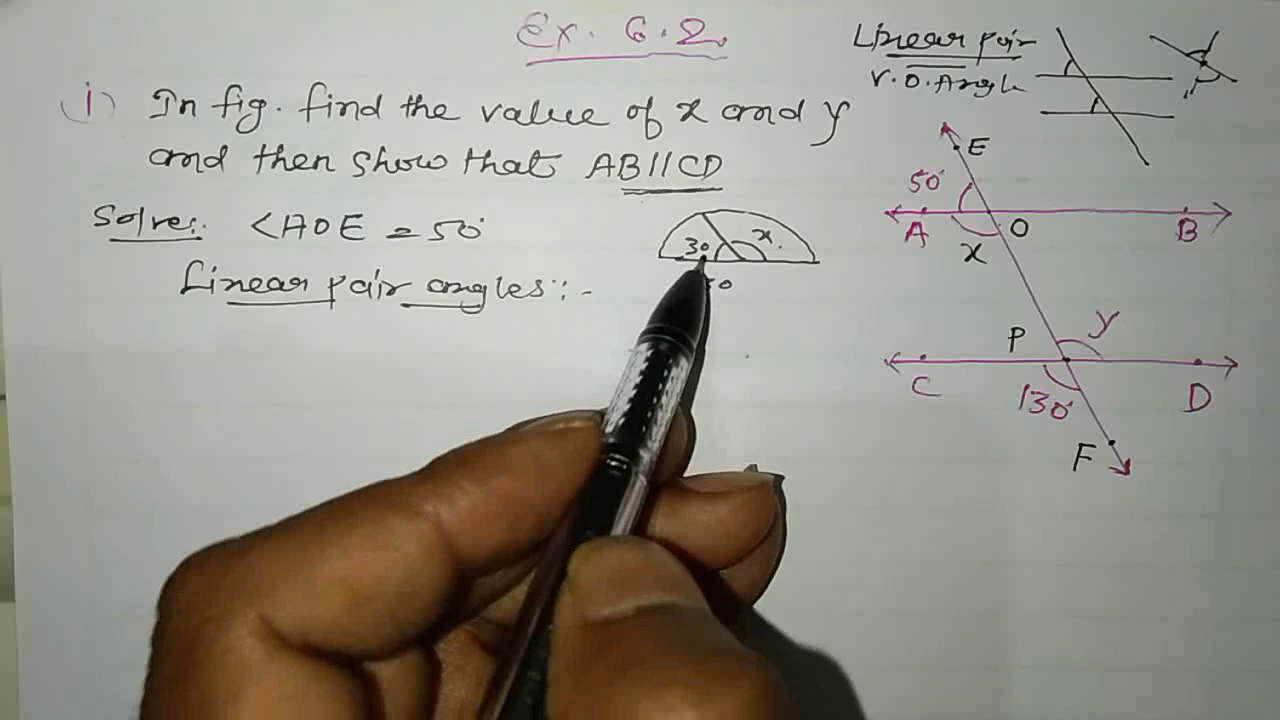 Ex. 6.2.
Linear pair
V.O. Angle
(i) In fig. find the value of x and y
and then show that AB//CD
Solve:. <AOE = 50°
Linear pair angles:-
30 x.
E
50°
A O B
x
P y
C D
130°
F